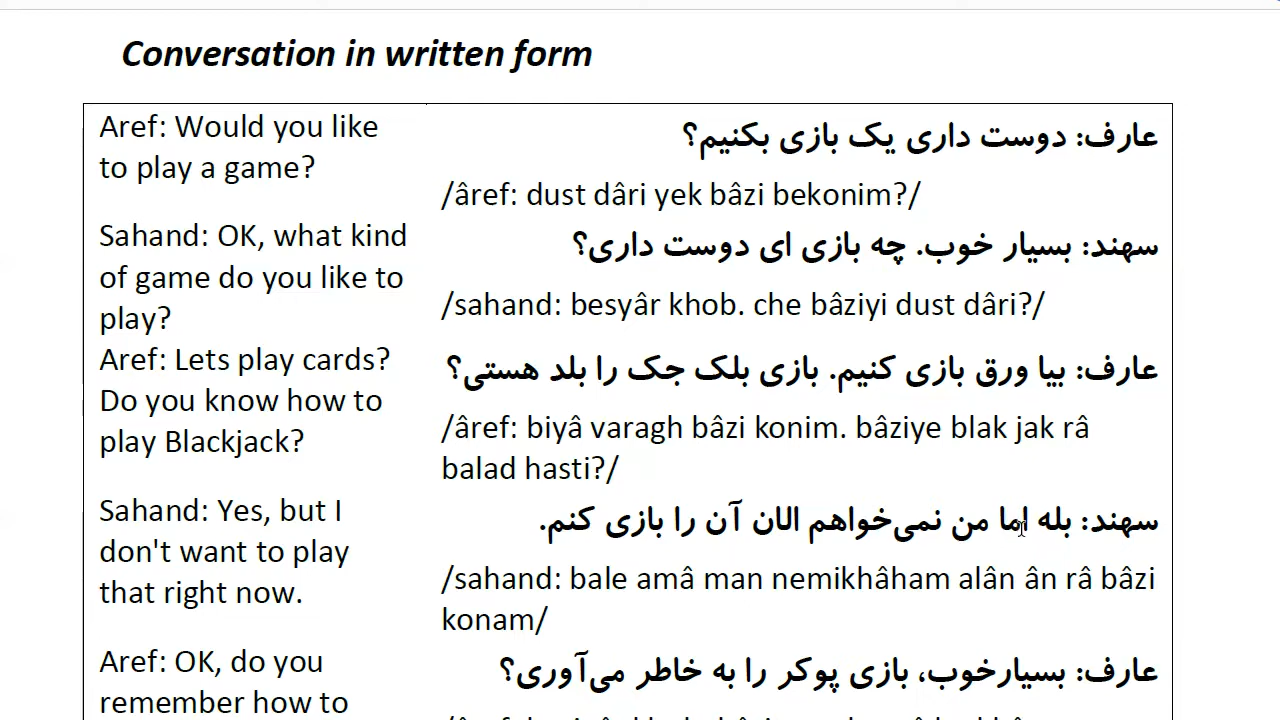 Conversation in written form
Aref: Would you like
to play a game?
عارف: دوست داری یک بازی بکنیم؟
/âref: dust dâri yek bâzi bekonim?/
Sahand: OK, what kind
of game do you like to
play?
سهند: بسیار خوب. چه بازی ای دوست داری؟
/sahand: besyâr khob. che bâziyi dust dâri?/
Aref: Lets play cards?
Do you know how to
play Blackjack?
عارف: بیا ورق بازی کنیم. بازی بلک جک را بلد هستی؟
/âref: biyâ varagh bâzi konim. bâziye blak jak râ
balad hasti?/
Sahand: Yes, but I
don't want to play
that right now.
سهند: بله اما من نمی‌خواهم الان آن را بازی کنم.
/sahand: bale amâ man nemikhâham alân ân râ bâzi
konam/
Aref: OK, do you
remember how to
عارف: بسیارخوب، بازی پوکر را به خاطر می‌آوری؟